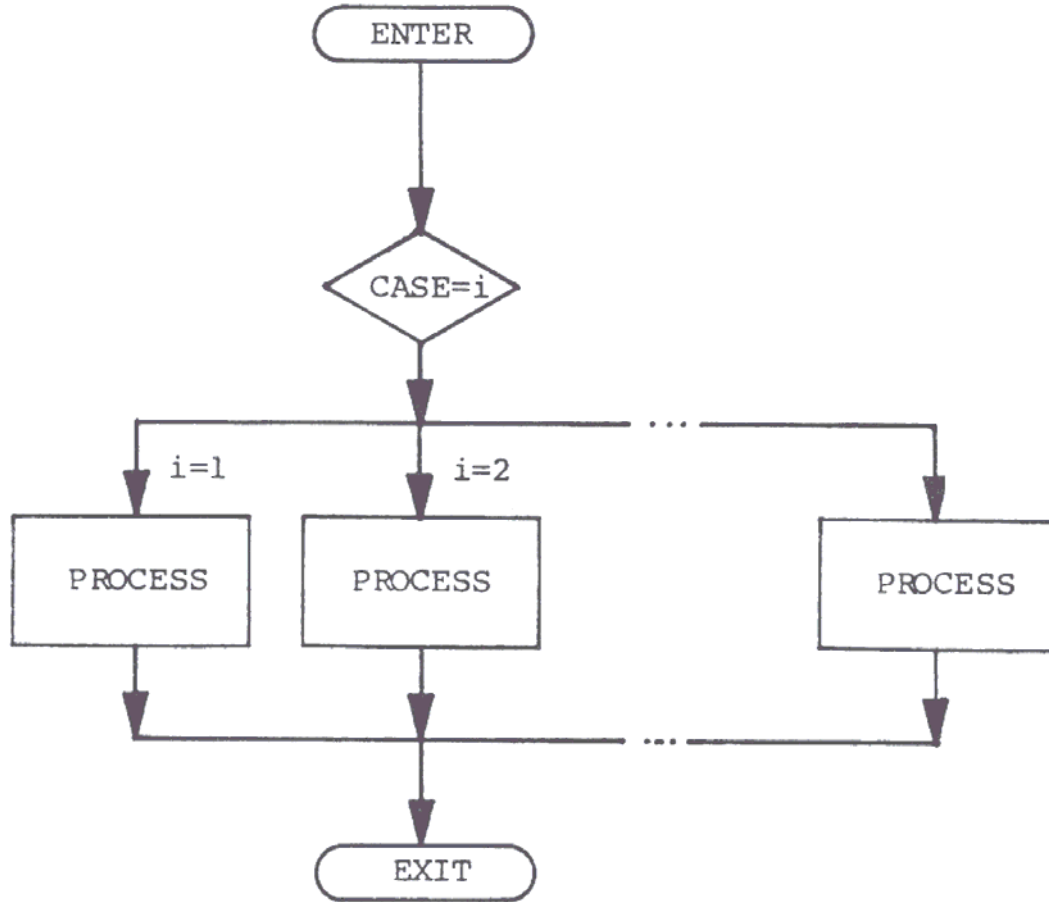 ENTER
CASE=i
...
i=1
i=2
PROCESS
PROCESS
PROCESS
...
EXIT